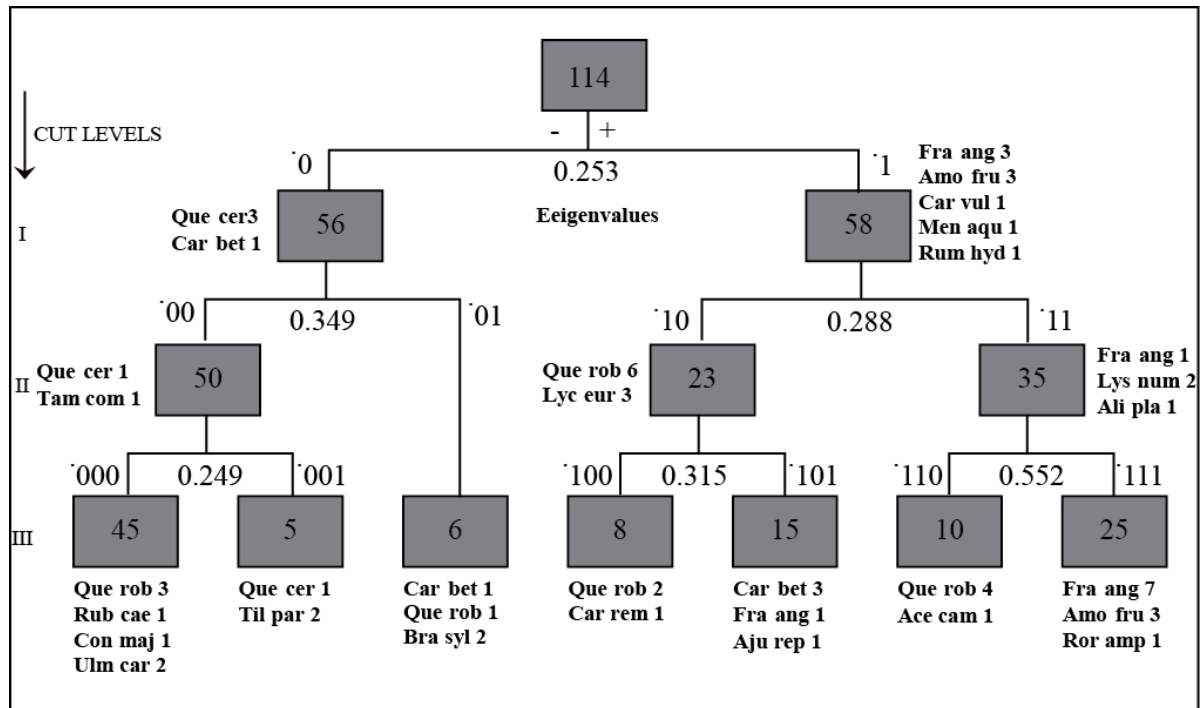 114
CUT LEVELS
- +
·0
0.253
·1
Fra ang 3
Amo fru 3
Car vul 1
Men aqu 1
Rum hyd 1
Que cer3
Car bet 1
Eeigenvalues
I
56
58
·00
0.349
·01
·10
0.288
·11
Que cer 1
Tam com 1
II
50
Que rob 6
Lyc eur 3
23
35
Fra ang 1
Lys num 2
Ali pla 1
·000
0.249
·001
·100
0.315
·101
·110
0.552
·111
III
45
5
6
8
15
10
25
Que rob 3
Rub cae 1
Con maj 1
Ulm car 2
Que cer 1
Til par 2
Car bet 1
Que rob 1
Bra syl 2
Que rob 2
Car rem 1
Car bet 3
Fra ang 1
Aju rep 1
Que rob 4
Ace cam 1
Fra ang 7
Amo fru 3
Ror amp 1